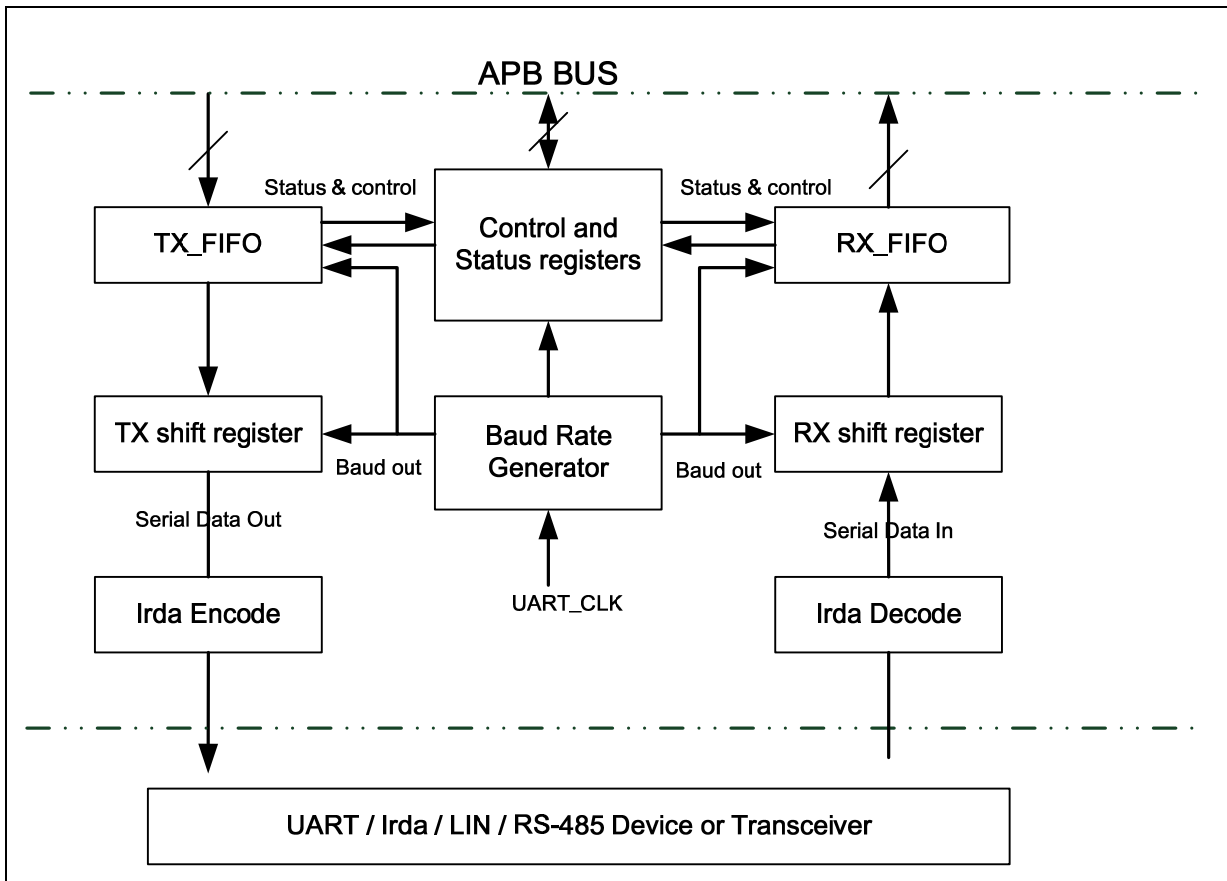 APB BUS
Status & control
Status & control
TX_FIFO
Control and
Status registers
RX_FIFO
TX shift register
Baud Rate
Generator
RX shift register
Baud out
Baud out
Serial Data Out
Serial Data In
Irda Encode
UART_CLK
Irda Decode
UART / Irda / LIN / RS-485 Device or Transceiver